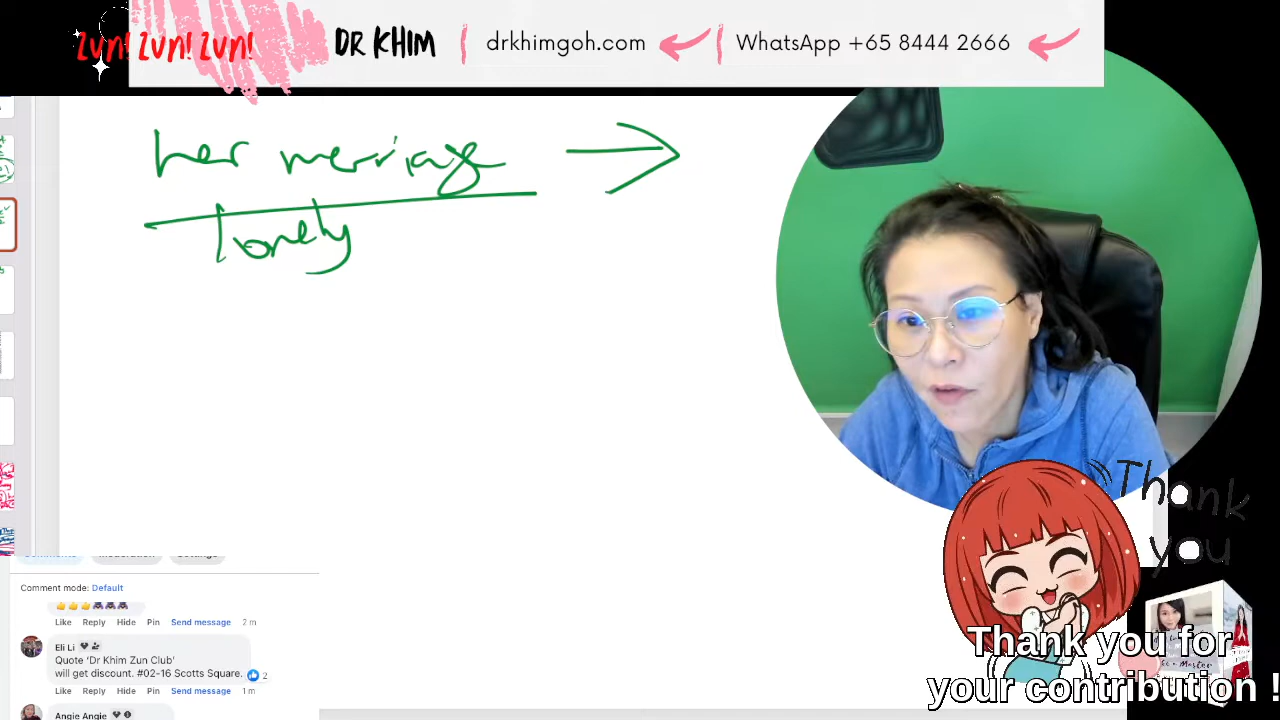 Zun! Zun! Zun! DR KHIM drkhimgoh.com WhatsApp +65 8444 2666
her merriage
lonely
Comment mode: Default
Like Reply Hide Pin Send message 2 m
Eli Li
Quote 'Dr Khim Zun Club'
will get discount. #02-16 Scotts Square.
2
Like Reply Hide Pin Send message 1 m
Angie Angie
Thank
you
Thank you for
your contribution !